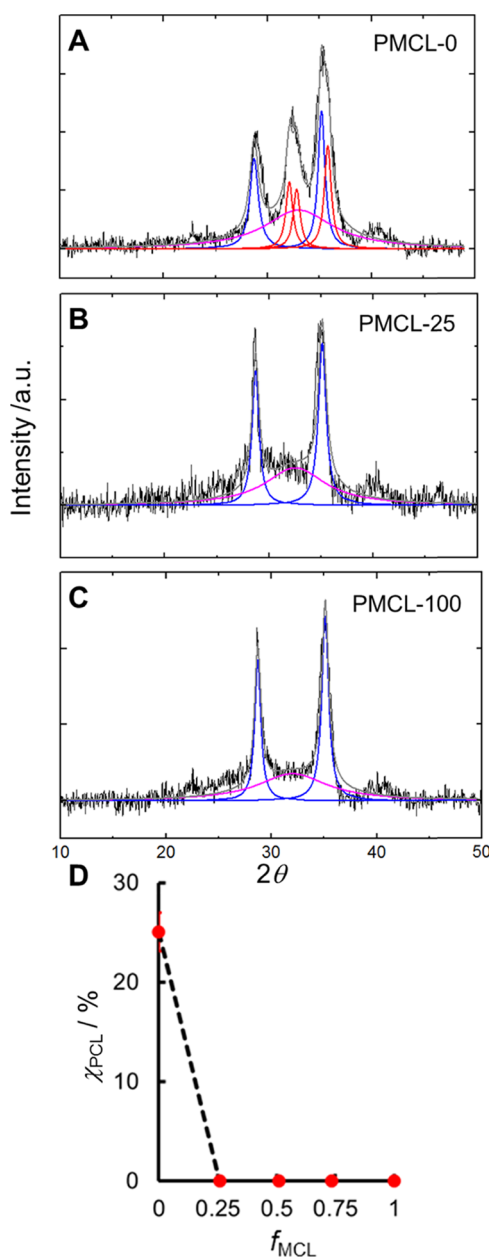 A
PMCL-0
B
PMCL-25
Intensity /a.u.
C
PMCL-100
10 20 30 40 50
2θ
D
30
20
10
0
χPCL / %
0 0.25 0.5 0.75 1
fMCL